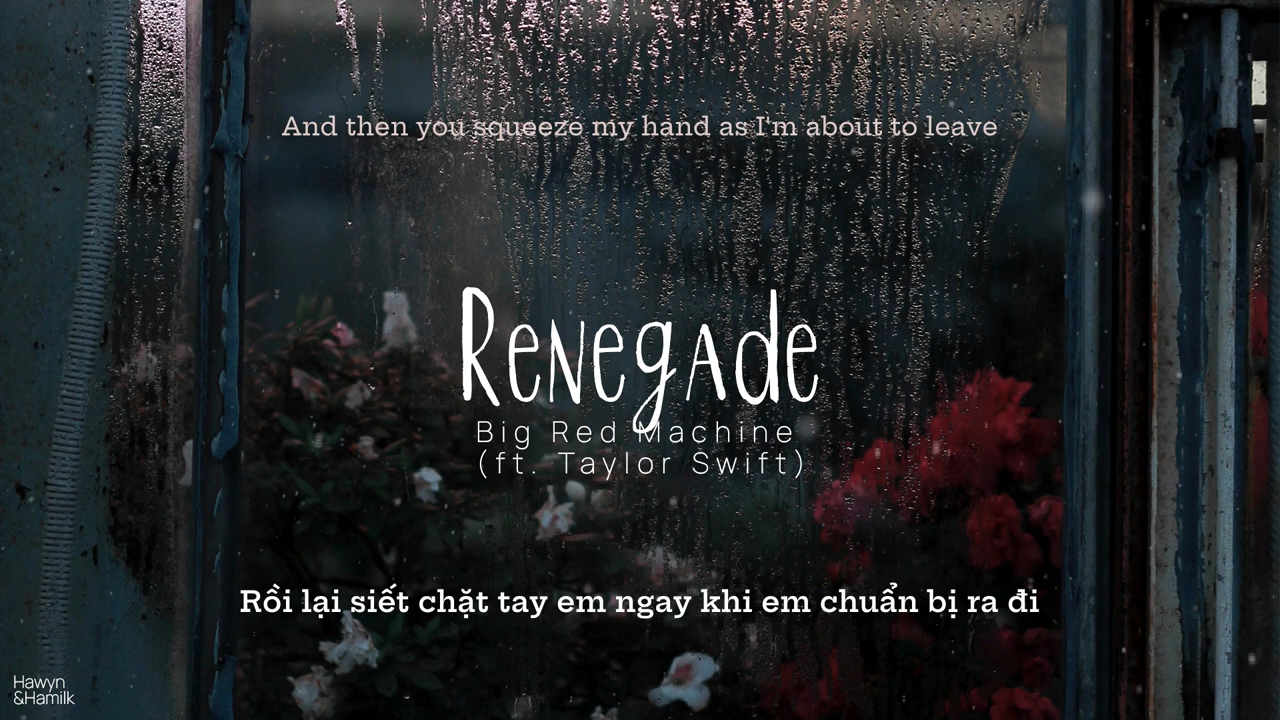 And then you squeeze my hand as I'm about to leave
Renegade
Big Red Machine
(ft. Taylor Swift)
Rồi lại siết chặt tay em ngay khi em chuẩn bị ra đi
Hawyn
&Hamilk